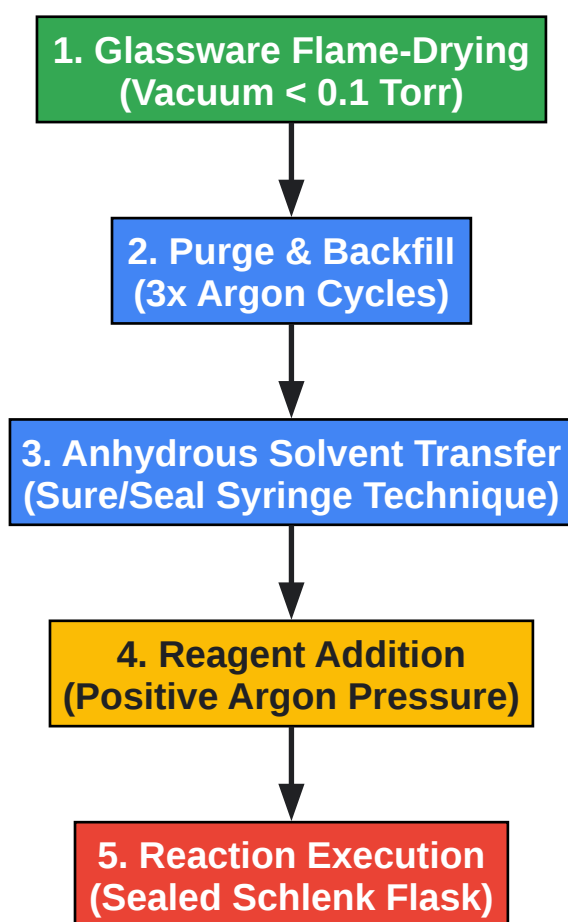 1. Glassware Flame-Drying
(Vacuum < 0.1 Torr)
2. Purge & Backfill
(3x Argon Cycles)
3. Anhydrous Solvent Transfer
(Sure/Seal Syringe Technique)
4. Reagent Addition
(Positive Argon Pressure)
5. Reaction Execution
(Sealed Schlenk Flask)